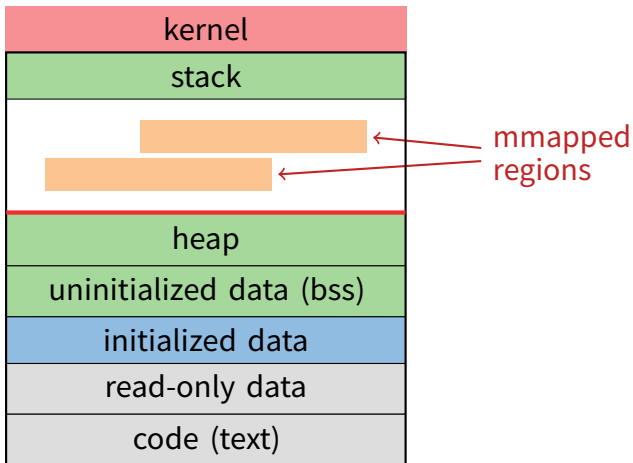 kernel
stack
mmapped
regions
heap
uninitialized data (bss)
initialized data
read-only data
code (text)